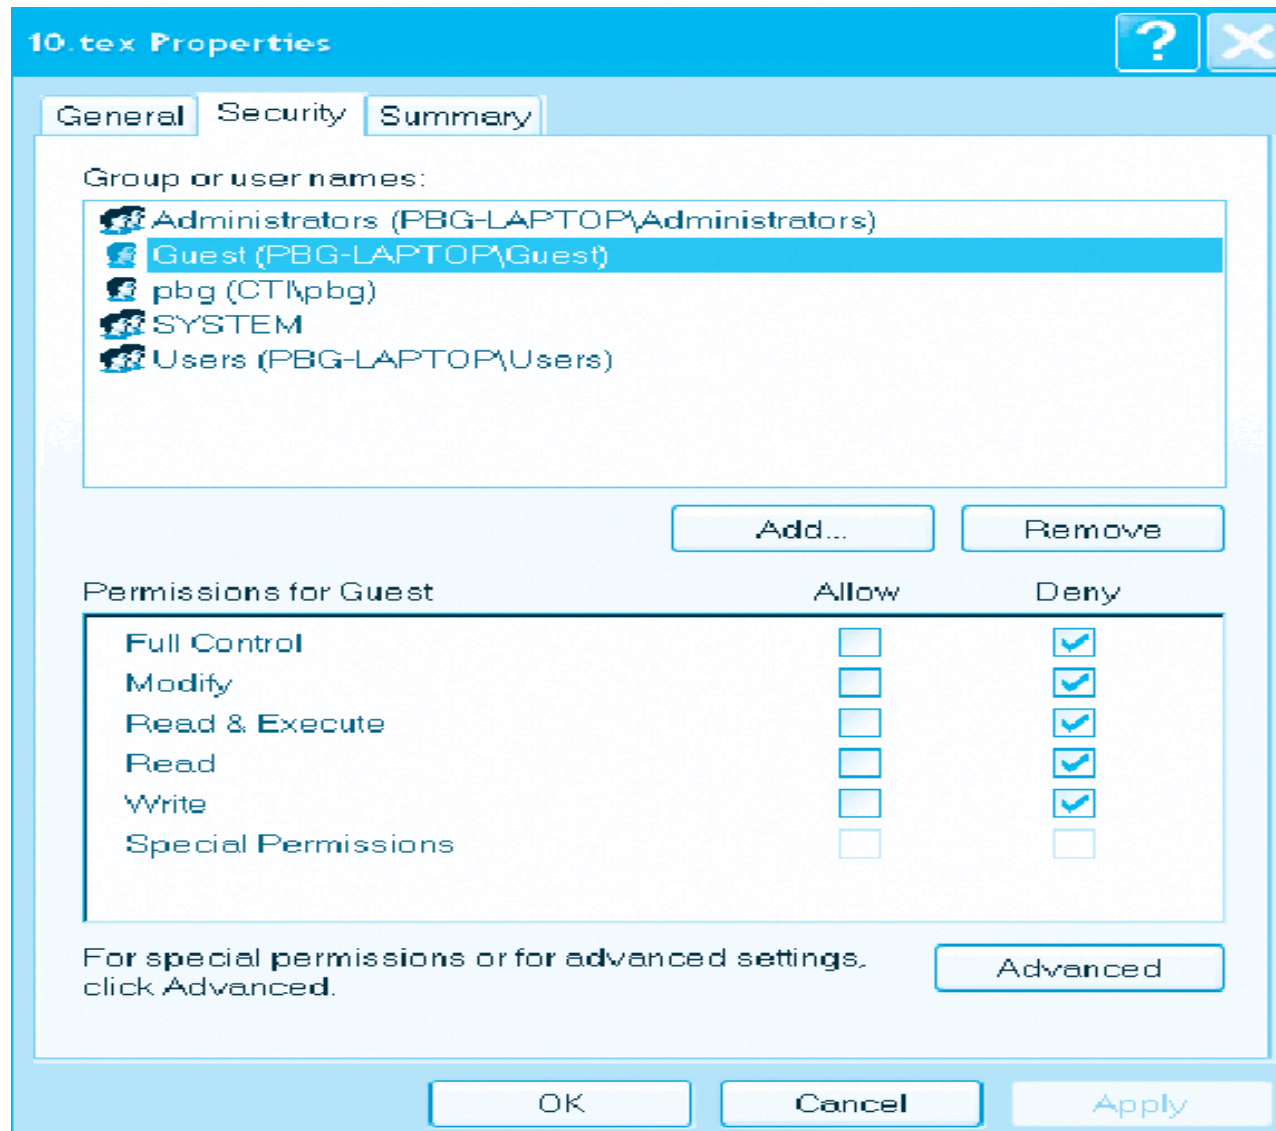 10.tex Properties
?
General Security Summary
Group or user names:
Administrators (PBG-LAPTOP\Administrators)
Guest (PBG-LAPTOP\Guest)
pbg (CTI\pbg)
SYSTEM
Users (PBG-LAPTOP\Users)
Add... Remove
Permissions for Guest Allow Deny
Full Control
Modify
Read & Execute
Read
Write
Special Permissions
For special permissions or for advanced settings,
click Advanced.
Advanced
OK Cancel Apply